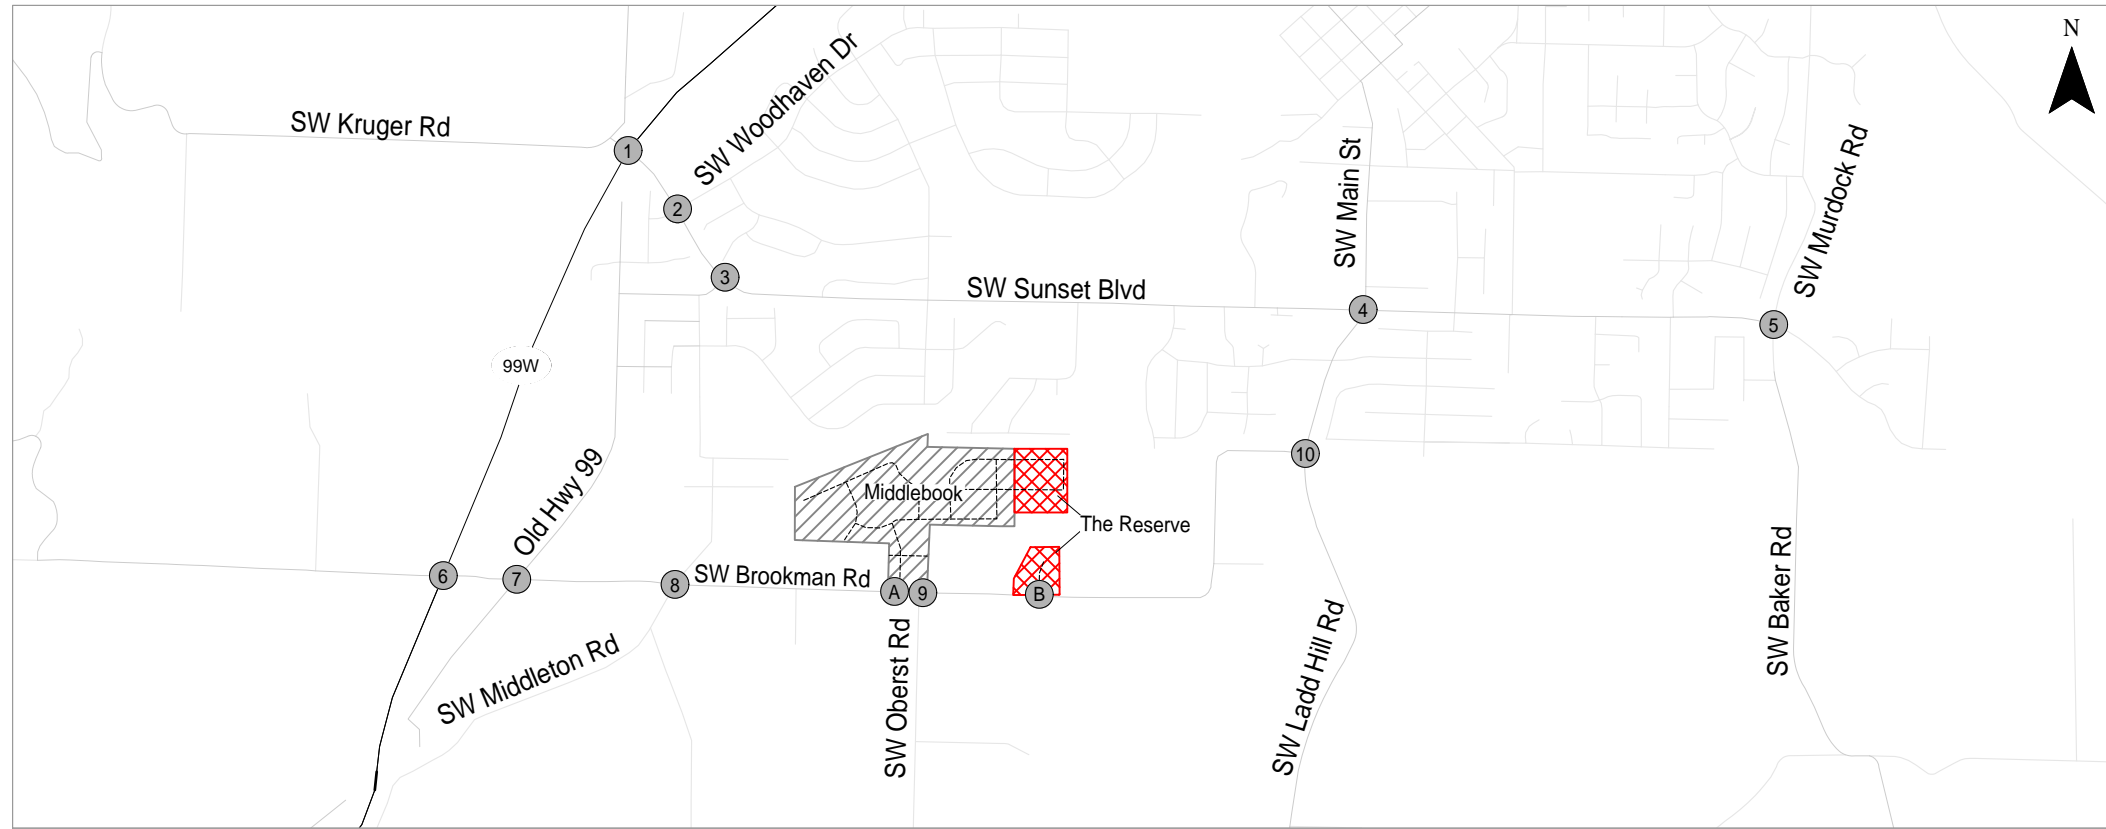 N
SW Kruger Rd
SW Woodhaven Dr
1
2
3
SW Main St
SW Murdock Rd
SW Sunset Blvd
4
5
99W
Old Hwy 99
Middlebook
The Reserve
10
6
7
8
SW Brookman Rd
A
9
B
SW Middleton Rd
SW Oberst Rd
SW Ladd Hill Rd
SW Baker Rd